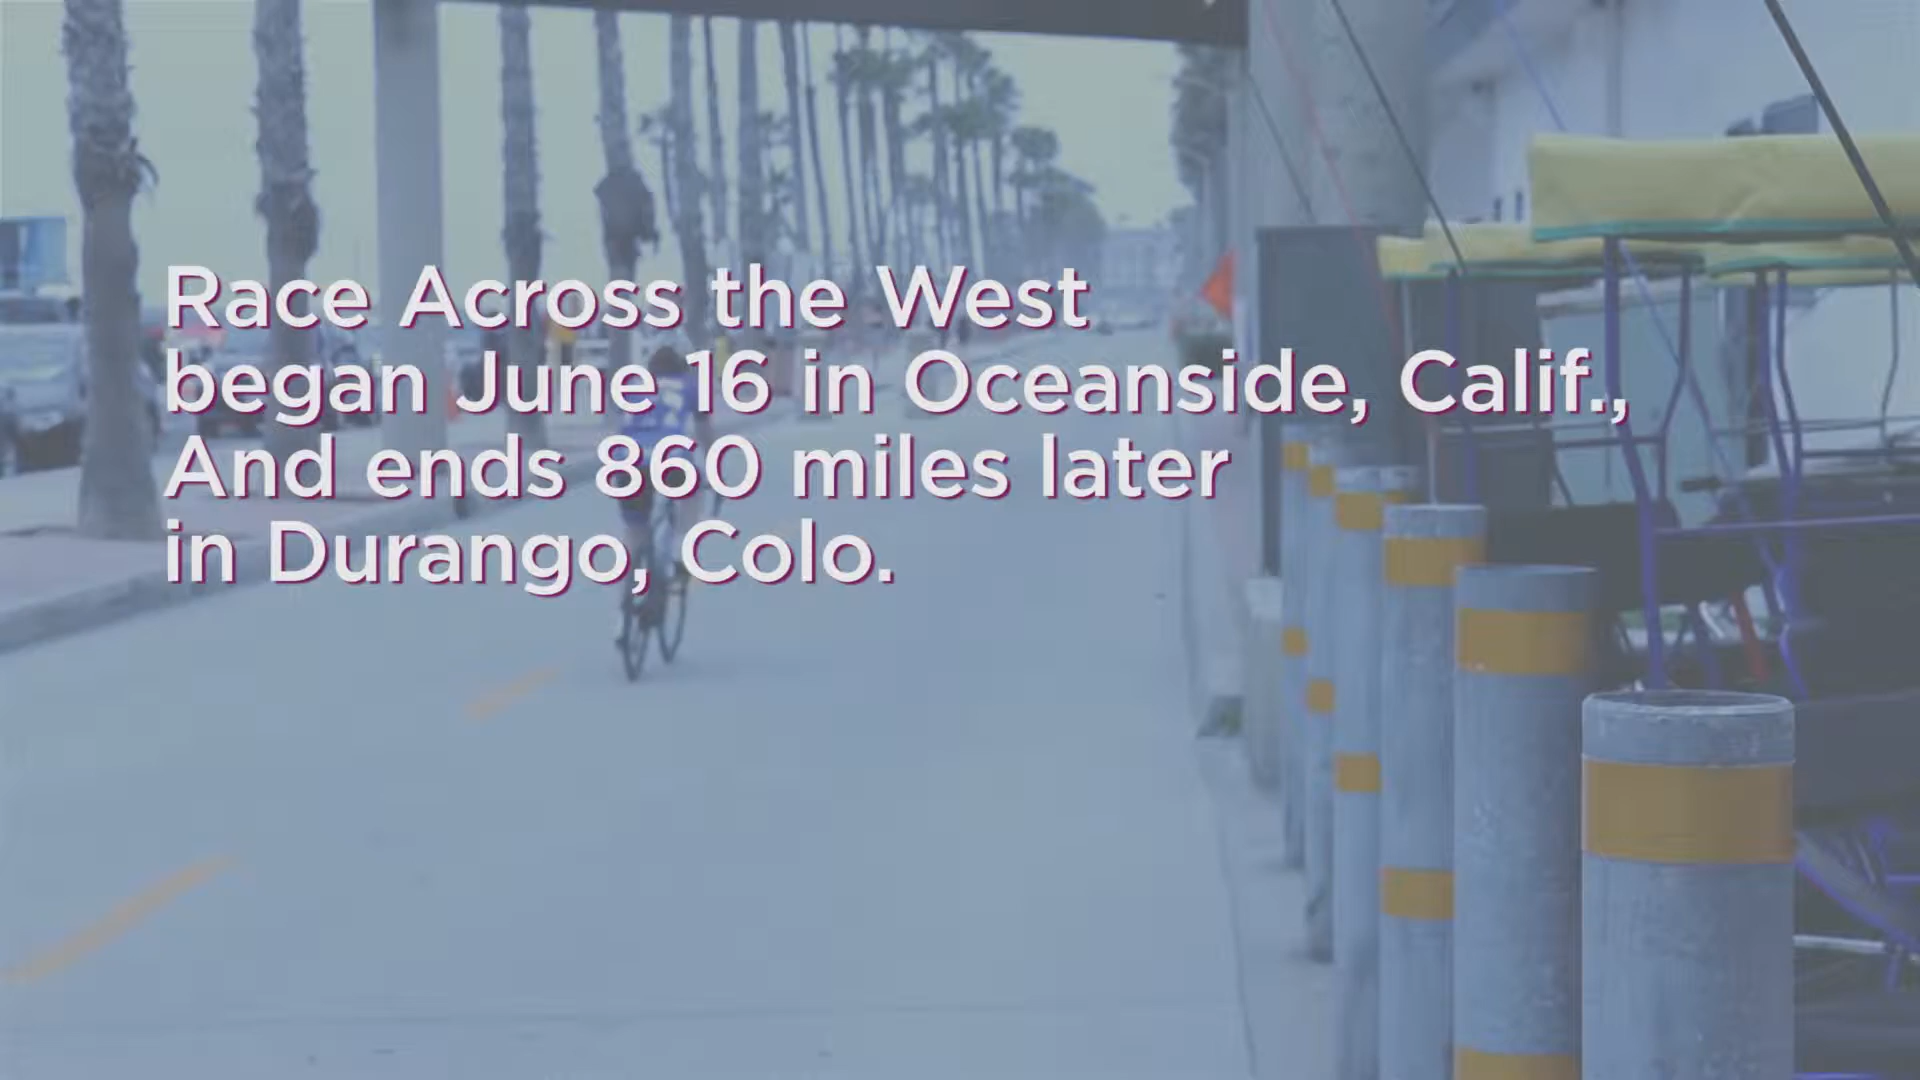 Race Across the West
began June 16 in Oceanside, Calif.,
And ends 860 miles later
in Durango, Colo.